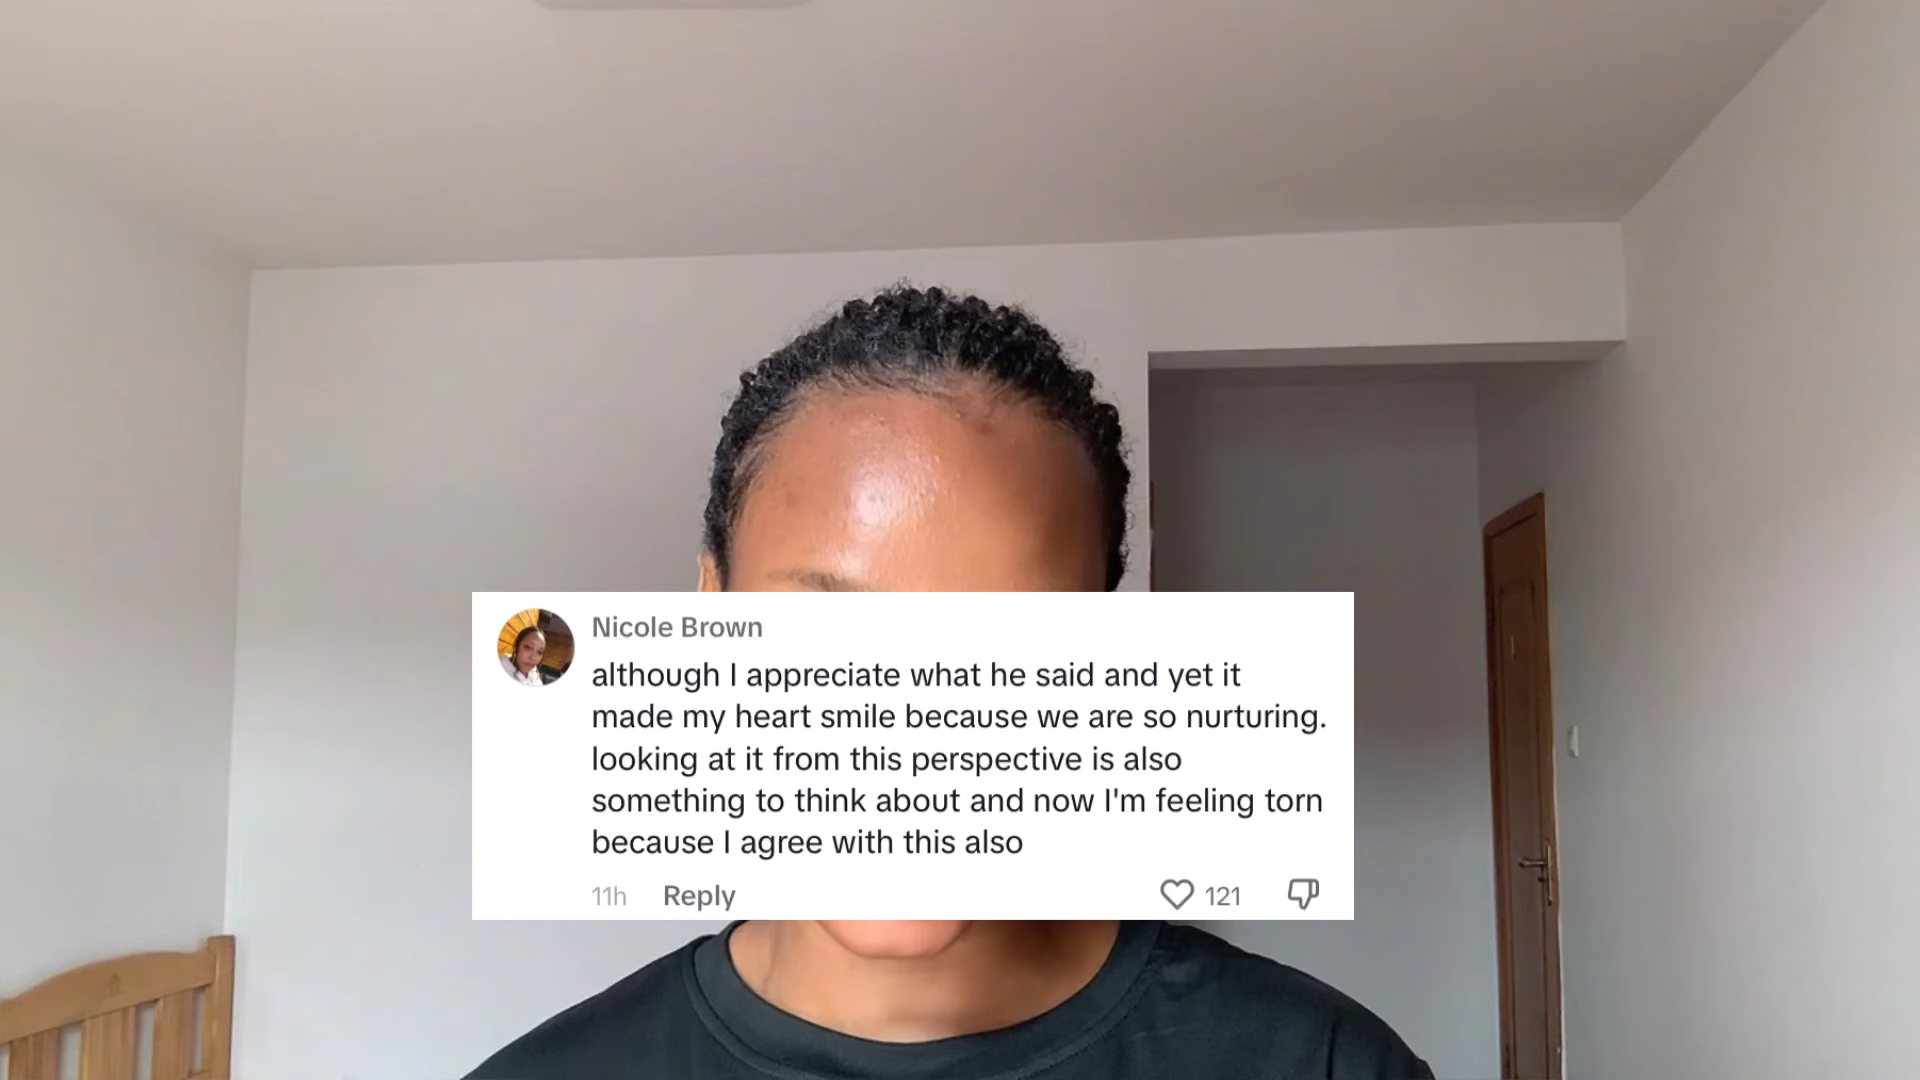 Nicole Brown
although I appreciate what he said and yet it
made my heart smile because we are so nurturing.
looking at it from this perspective is also
something to think about and now I'm feeling torn
because I agree with this also
11h Reply 121